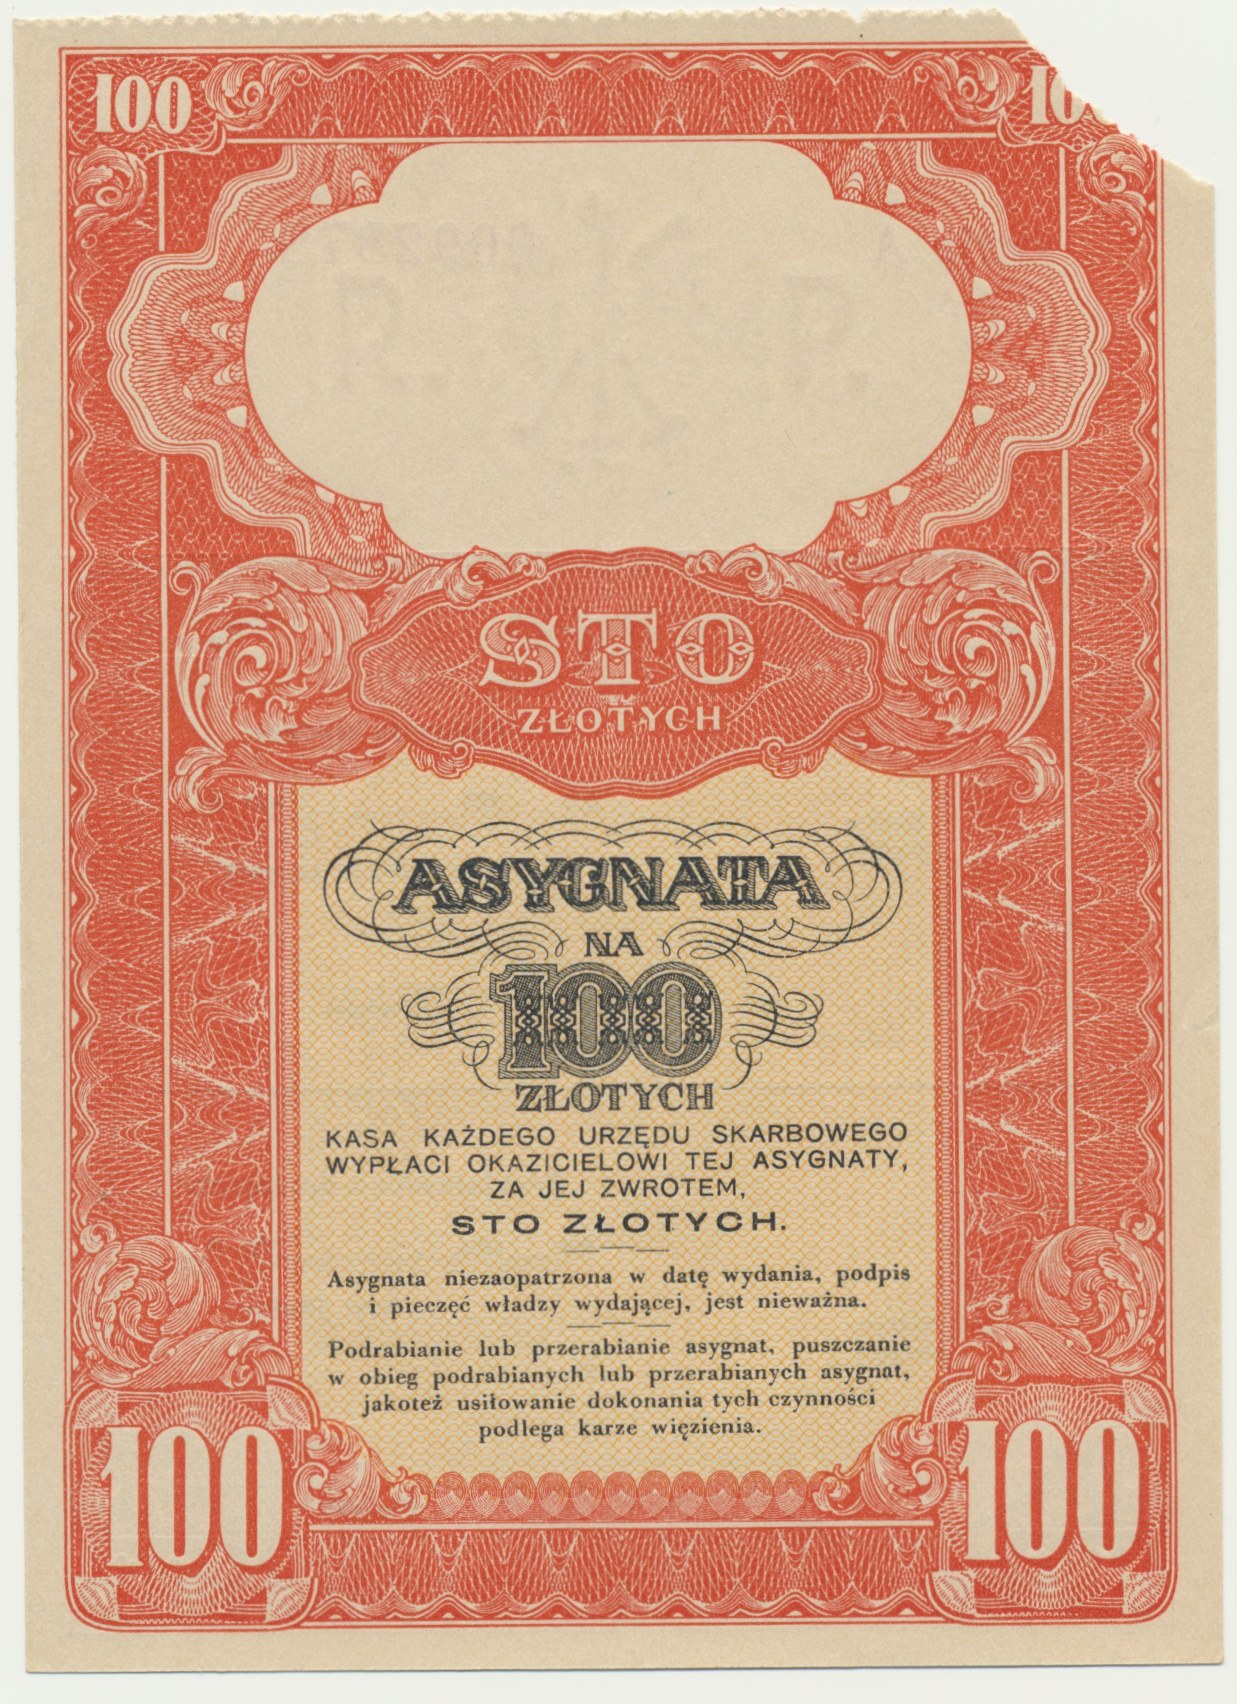 100
STO
ZŁOTYCH
ASYGNATA
NA
100
ZŁOTYCH
KASA KAŻDEGO URZĘDU SKARBOWEGO
WYPŁACI OKAZICIELOWI TEJ ASYGNATY,
ZA JEJ ZWROTEM,
STO ZŁOTYCH.
Asygnata niezaopatrzona w datę wydania, podpis
i pieczęć władzy wydającej, jest nieważna.
Podrabianie lub przerabianie asygnat, puszczanie
w obieg podrabianych lub przerabianych asygnat,
jakoteż usiłowanie dokonania tych czynności
podlega karze więzienia.
100 100